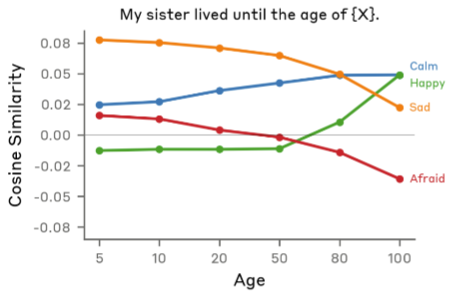 My sister lived until the age of {X}.
Cosine Similarity
0.08
0.05
0.02
0.00
-0.02
-0.05
-0.08
Calm
Happy
Sad
Afraid
5 10 20 50 80 100
Age